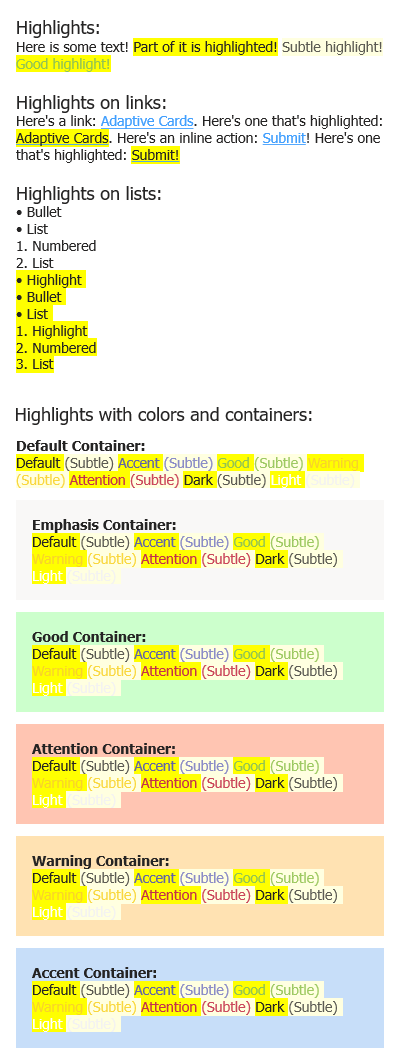 Highlights:
Here is some text! Part of it is highlighted! Subtle highlight!
Good highlight!
Highlights on links:
Here's a link: Adaptive Cards. Here's one that's highlighted:
Adaptive Cards. Here's an inline action: Submit! Here's one
that's highlighted: Submit!
Highlights on lists:
• Bullet
• List
1. Numbered
2. List
• Highlight
• Bullet
• List
1. Highlight
2. Numbered
3. List
Highlights with colors and containers:
Default Container:
Default (Subtle) Accent (Subtle) Good (Subtle) Warning
(Subtle) Attention (Subtle) Dark (Subtle) Light (Subtle)
Emphasis Container:
Default (Subtle) Accent (Subtle) Good (Subtle)
Warning (Subtle) Attention (Subtle) Dark (Subtle)
Light (Subtle)
Good Container:
Default (Subtle) Accent (Subtle) Good (Subtle)
Warning (Subtle) Attention (Subtle) Dark (Subtle)
Light (Subtle)
Attention Container:
Default (Subtle) Accent (Subtle) Good (Subtle)
Warning (Subtle) Attention (Subtle) Dark (Subtle)
Light (Subtle)
Warning Container:
Default (Subtle) Accent (Subtle) Good (Subtle)
Warning (Subtle) Attention (Subtle) Dark (Subtle)
Light (Subtle)
Accent Container:
Default (Subtle) Accent (Subtle) Good (Subtle)
Warning (Subtle) Attention (Subtle) Dark (Subtle)
Light (Subtle)